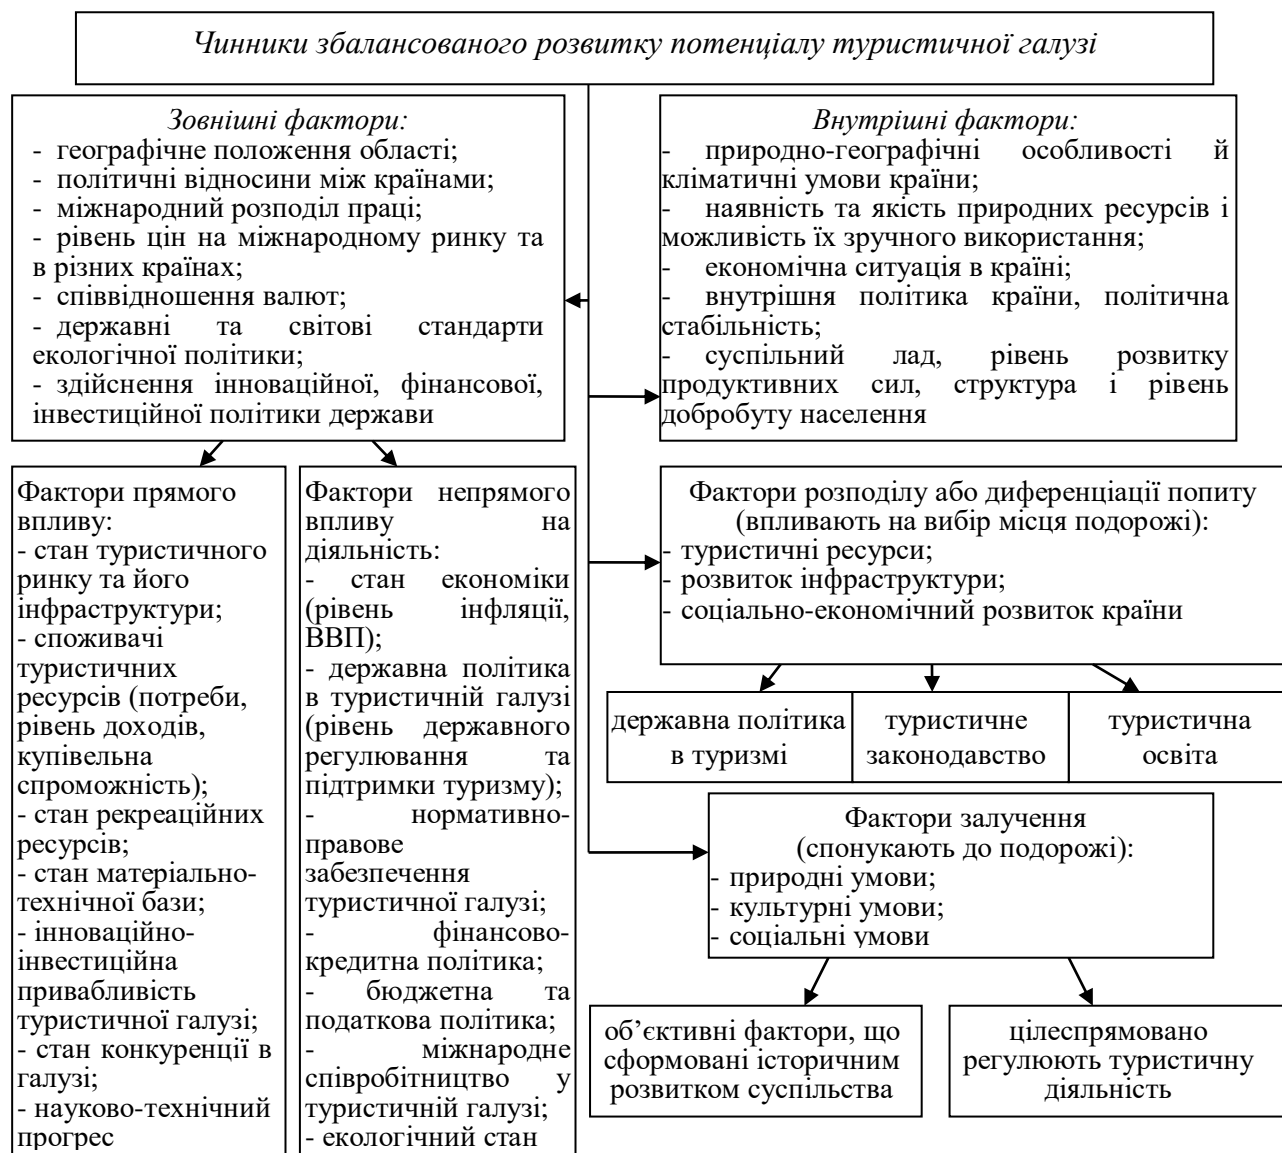 Чинники збалансованого розвитку потенціалу туристичної галузі
Зовнішні фактори:
- географічне положення області;
- політичні відносини між країнами;
- міжнародний розподіл праці;
- рівень цін на міжнародному ринку та
в різних країнах;
- співвідношення валют;
- державні та світові стандарти
екологічної політики;
- здійснення інноваційної, фінансової,
інвестиційної політики держави
Внутрішні фактори:
- природно-географічні особливості й
кліматичні умови країни;
- наявність та якість природних ресурсів і
можливість їх зручного використання;
- економічна ситуація в країні;
- внутрішня політика країни, політична
стабільність;
- суспільний лад, рівень розвитку
продуктивних сил, структура і рівень
добробуту населення
Фактори прямого
впливу:
- стан туристичного
ринку та його
інфраструктури;
- споживачі
туристичних
ресурсів (потреби,
рівень доходів,
купівельна
спроможність);
- стан рекреаційних
ресурсів;
- стан матеріально-
технічної бази;
- інноваційно-
інвестиційна
привабливість
туристичної галузі;
- стан конкуренції в
галузі;
- науково-технічний
прогрес
Фактори непрямого
впливу на
діяльність:
- стан економіки
(рівень інфляції,
ВВП);
- державна політика
в туристичній галузі
(рівень державного
регулювання та
підтримки туризму);
- нормативно-
правове
забезпечення
туристичної галузі;
- фінансово-
кредитна політика;
- бюджетна та
податкова політика;
- міжнародне
співробітництво у
туристичній галузі;
- екологічний стан
Фактори розподілу або диференціації попиту
(впливають на вибір місця подорожі):
- туристичні ресурси;
- розвиток інфраструктури;
- соціально-економічний розвиток країни
державна політика
в туризмі
туристичне
законодавство
туристична
освіта
Фактори залучення
(спонукають до подорожі):
- природні умови;
- культурні умови;
- соціальні умови
об’єктивні фактори, що
сформовані історичним
розвитком суспільства
цілеспрямовано
регулюють туристичну
діяльність